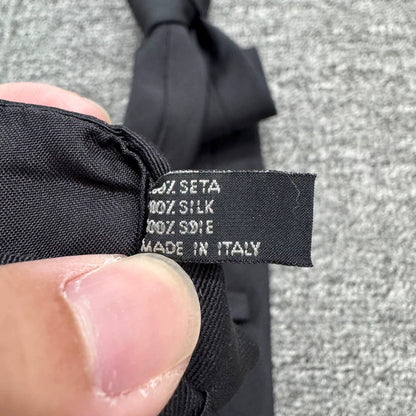 100% SETA
100% SILK
100% SOIE
MADE IN ITALY